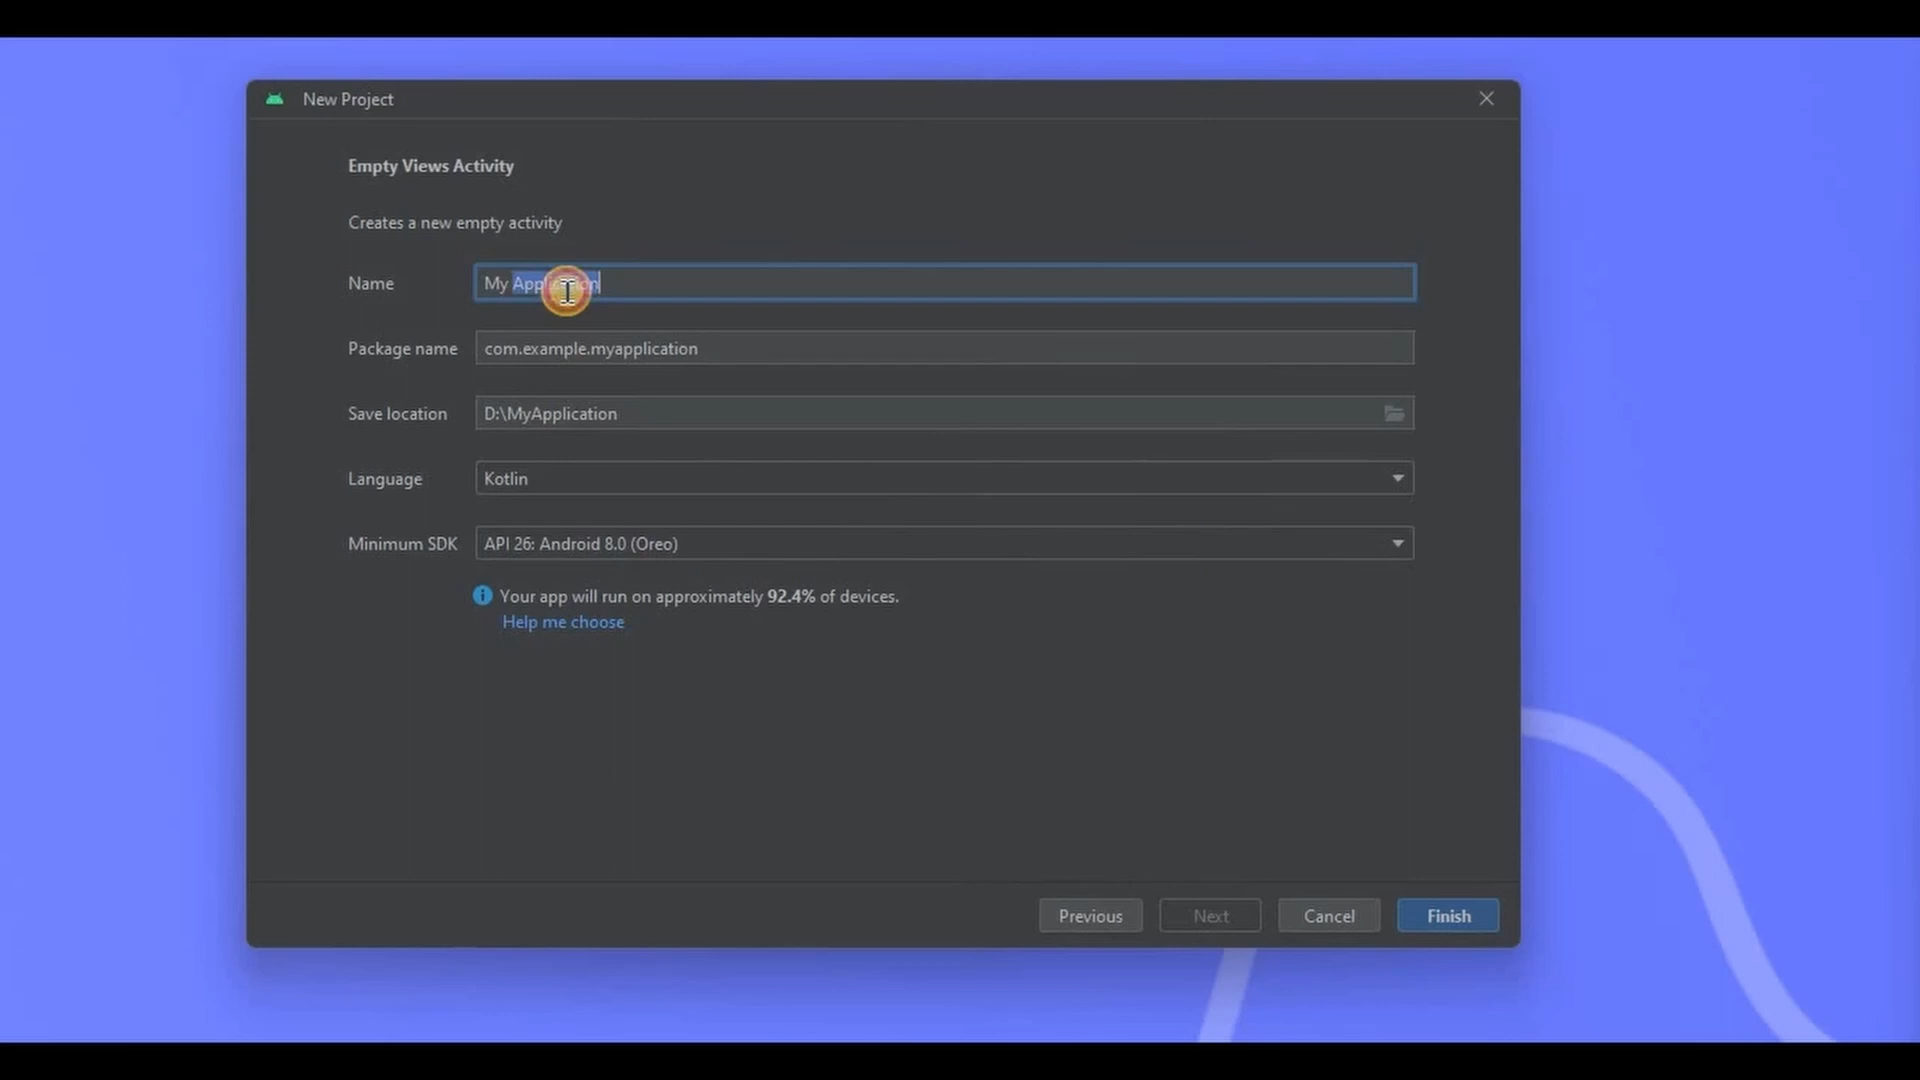 New Project
Empty Views Activity
Creates a new empty activity
Name My Application
Package name com.example.myapplication
Save location D:\MyApplication
Language Kotlin
Minimum SDK API 26: Android 8.0 (Oreo)
Your app will run on approximately 92.4% of devices.
Help me choose
Previous Next Cancel Finish